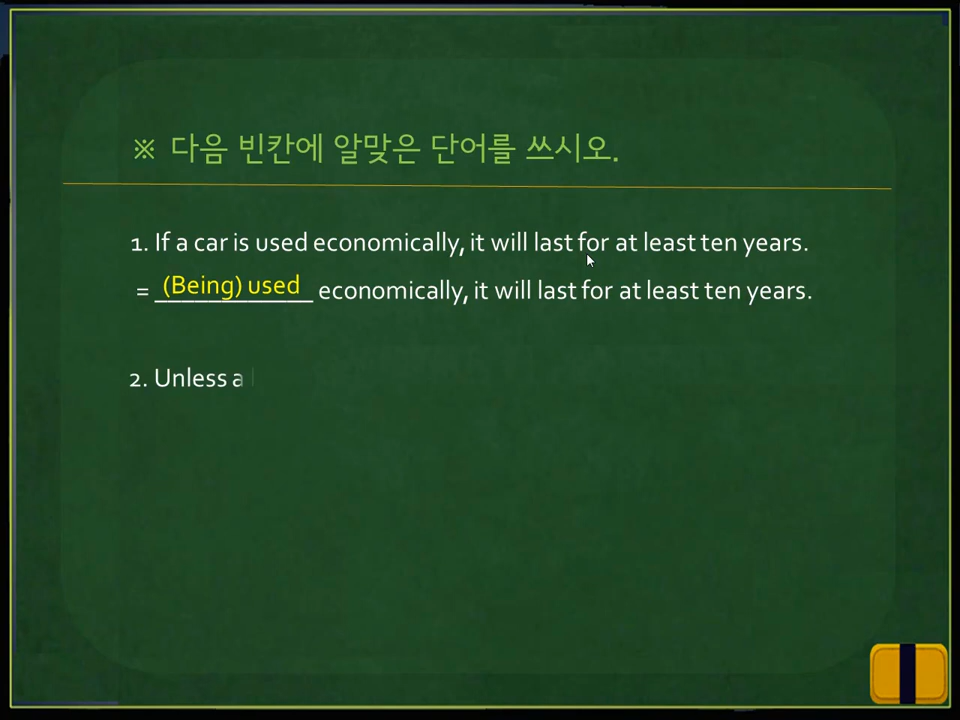 ※ 다음 빈칸에 알맞은 단어를 쓰시오.
1. If a car is used economically, it will last for at least ten years.
= (Being) used economically, it will last for at least ten years.
2. Unless a